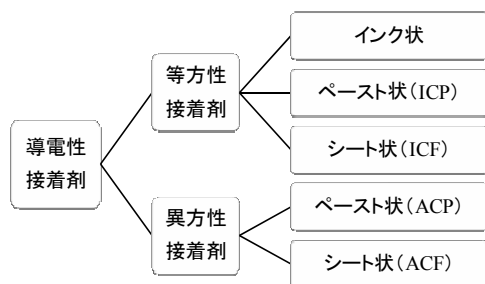 導電性
接着剤
等方性
接着剤
インク状
ペースト状(ICP)
シート状(ICF)
異方性
接着剤
ペースト状(ACP)
シート状(ACF)